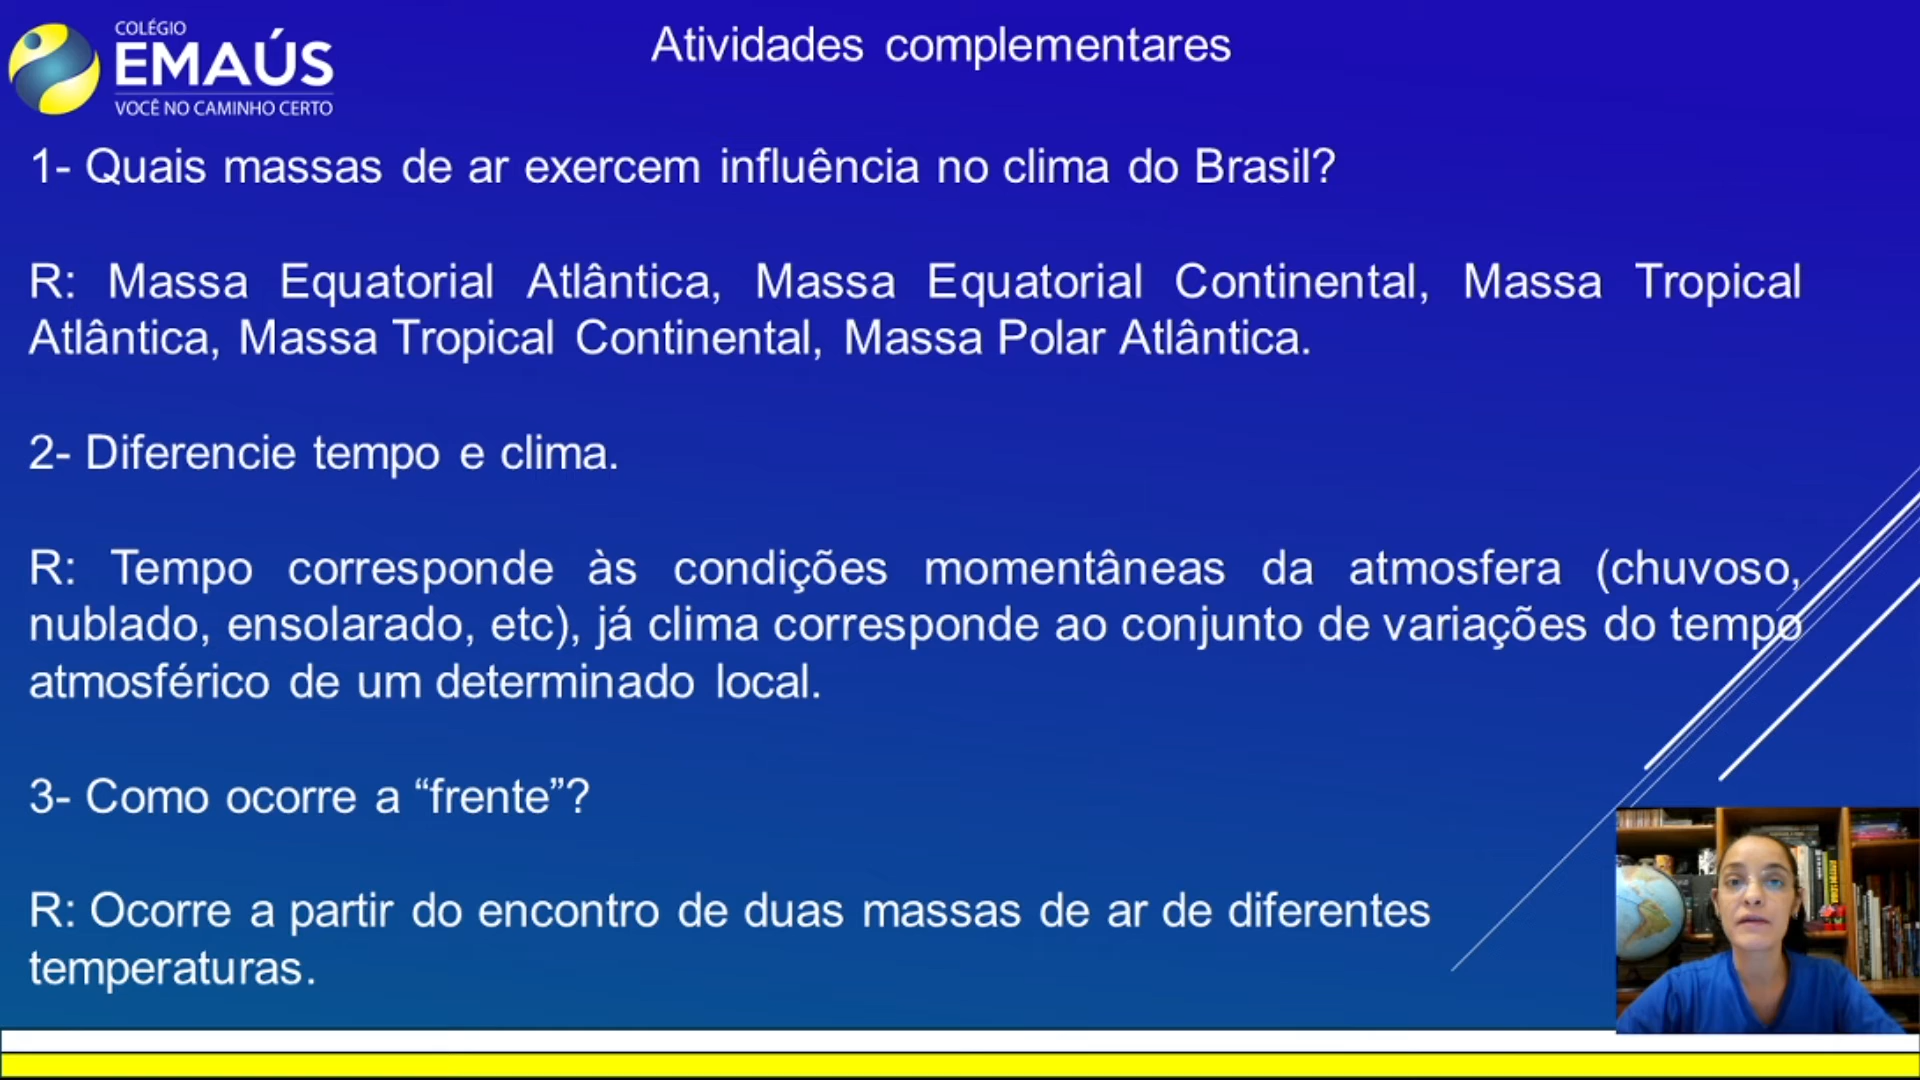 COLÉGIO
EMAÚS
VOCÊ NO CAMINHO CERTO
Atividades complementares
1- Quais massas de ar exercem influência no clima do Brasil?
R: Massa Equatorial Atlântica, Massa Equatorial Continental, Massa Tropical
Atlântica, Massa Tropical Continental, Massa Polar Atlântica.
2- Diferencie tempo e clima.
R: Tempo corresponde às condições momentâneas da atmosfera (chuvoso,
nublado, ensolarado, etc), já clima corresponde ao conjunto de variações do tempo
atmosférico de um determinado local.
3- Como ocorre a “frente”?
R: Ocorre a partir do encontro de duas massas de ar de diferentes
temperaturas.